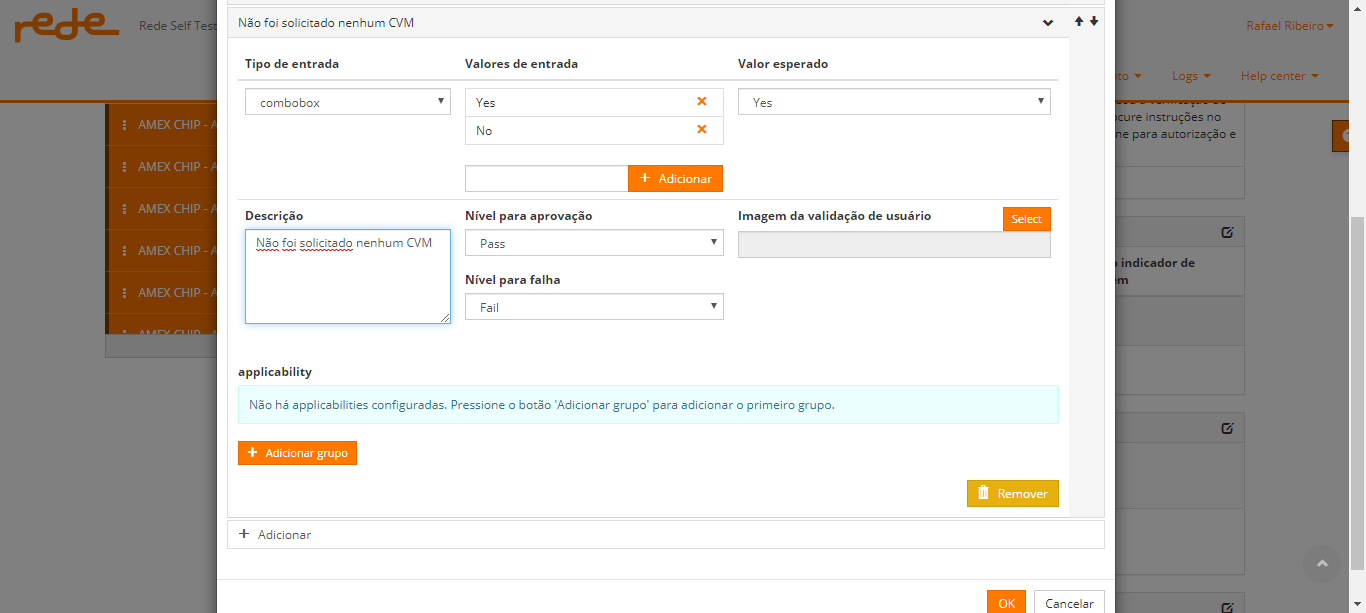 rede
Rede Self Test
Rafael Ribeiro
Logs
Help center
Não foi solicitado nenhum CVM
Tipo de entrada
Valores de entrada
Valor esperado
combobox
Yes
No
Yes
+ Adicionar
Descrição
Nível para aprovação
Imagem da validação de usuário
Select
Não foi solicitado nenhum CVM
Pass
Nível para falha
Fail
applicability
Não há applicabilities configuradas. Pressione o botão 'Adicionar grupo' para adicionar o primeiro grupo.
+ Adicionar grupo
Remover
+ Adicionar
OK
Cancelar
AMEX CHIP - A
AMEX CHIP - A
AMEX CHIP - A
AMEX CHIP - A
AMEX CHIP - A
AMEX CHIP
instruções no
para autorização e
indicador de